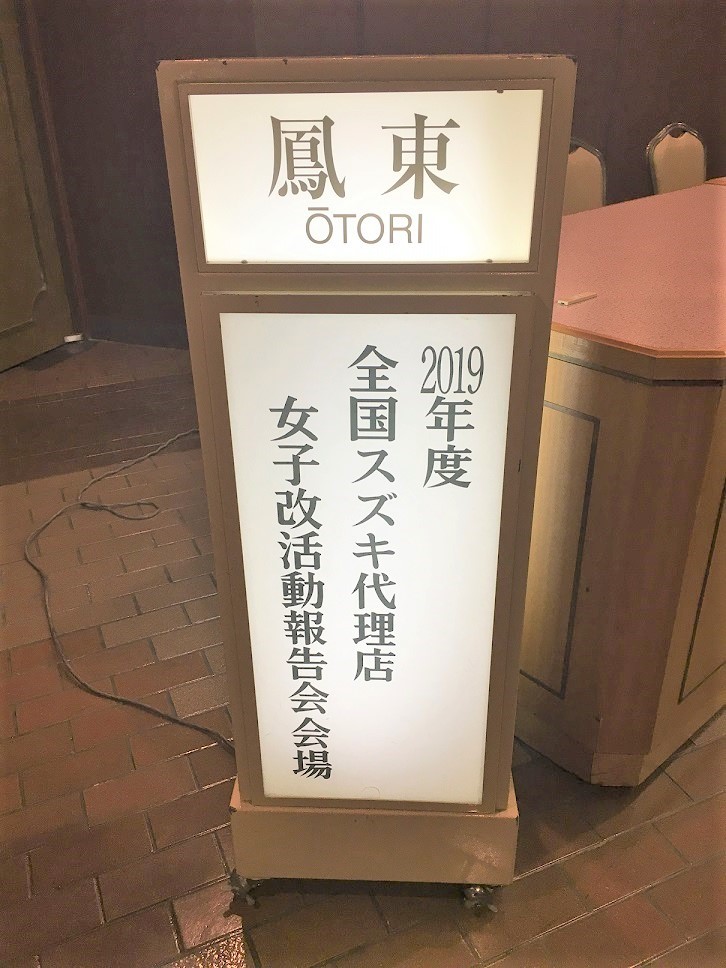 鳳東
ŌTORI
2019年度
全国スズキ代理店
女子改活動報告会会場